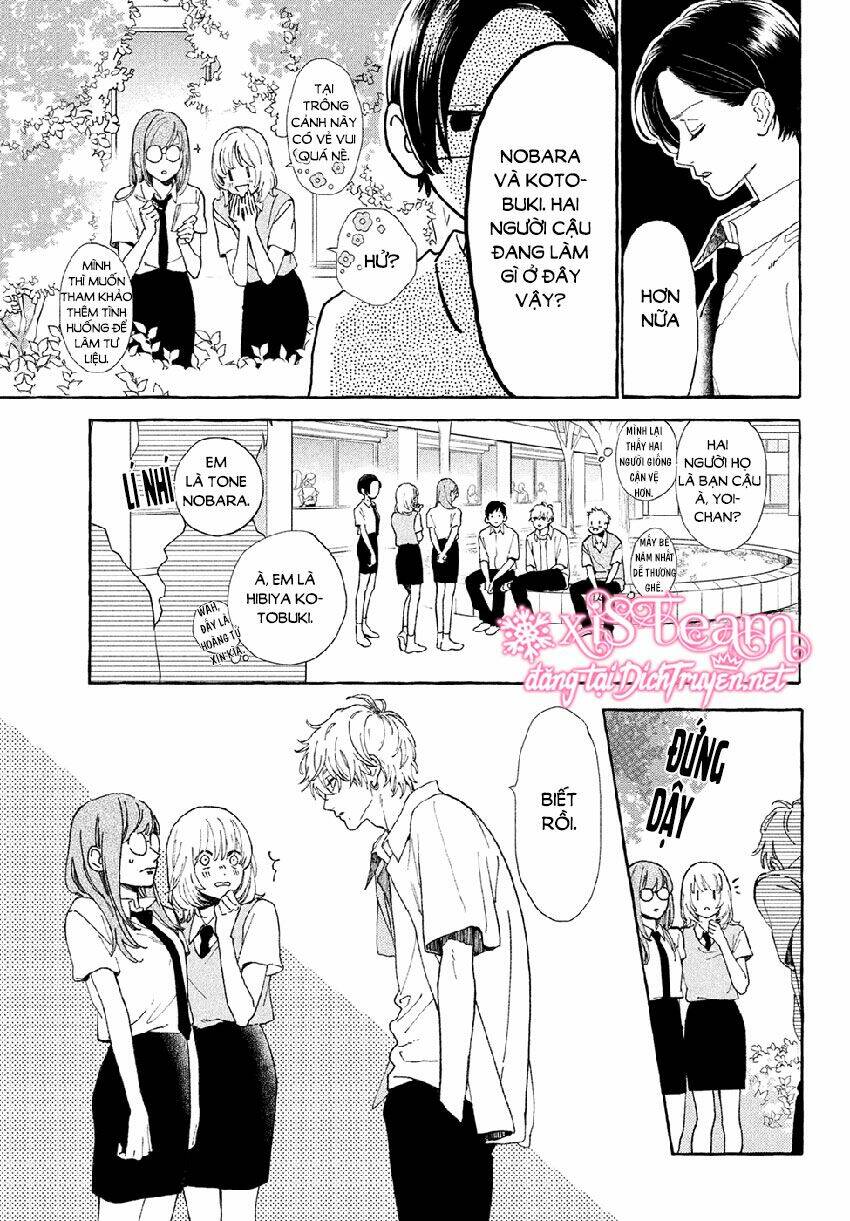 HƠN
NỮA
NOBARA
VÀ KOTO-
BUKI. HAI
NGƯỜI CẬU
ĐANG LÀM
GÌ Ở ĐÂY
VẬY?
HỬ?
TẠI
TRÔNG
CẢNH NÀY
CÓ VẺ VUI
QUÁ NÈ.
MÌNH
THÌ MUỐN
THAM KHẢO
THÊM TÌNH
HUỐNG ĐỂ
LÀM TƯ
LIỆU.
HAI
NGƯỜI HỌ
LÀ BẠN CẬU
À, YOI-
CHAN?
MÌNH LẠI
THẤY HAI
NGƯỜI GIỐNG
CẬN VỆ
HƠN.
MẤY BÉ
NĂM NHẤT
DỄ THƯƠNG
GHÊ.
EM
LÀ TONE
NOBARA.
LÍ NHÍ
À, EM LÀ
HIBIYA KO-
TOBUKI.
WAH,
ĐÂY LÀ
HOÀNG TỬ
XỊN KÌA.
xisTeam
đăng tại DichTruyen.net
ĐỨNG
DẬY
BIẾT
RỒI.